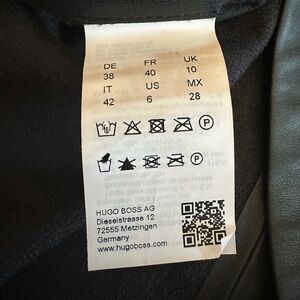 DE FR UK
38 40 10
IT US MX
42 6 28
P
P
HUGO BOSS AG
Dieselstrasse 12
72555 Metzingen
Germany
www.hugoboss.com